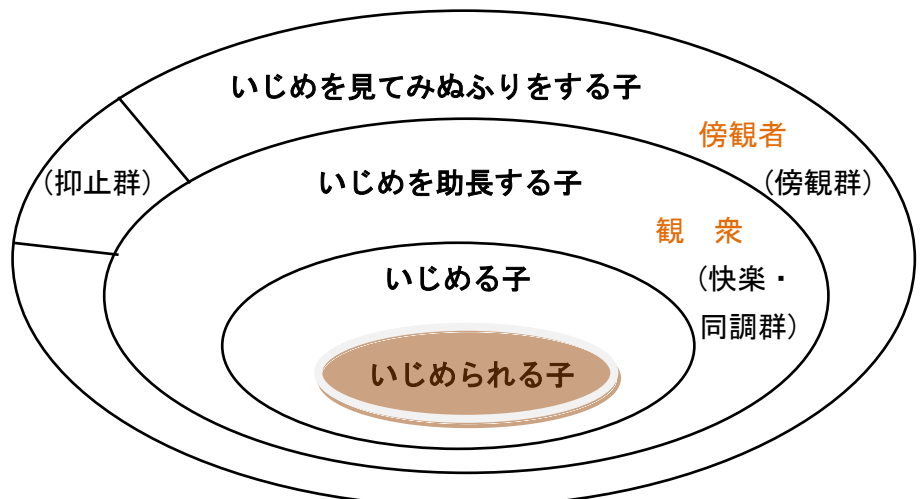 いじめを見てみぬふりをする子
傍観者
(抑止群)
いじめを助長する子
(傍観群)
観　衆
いじめる子
(快楽・
同調群)
いじめられる子